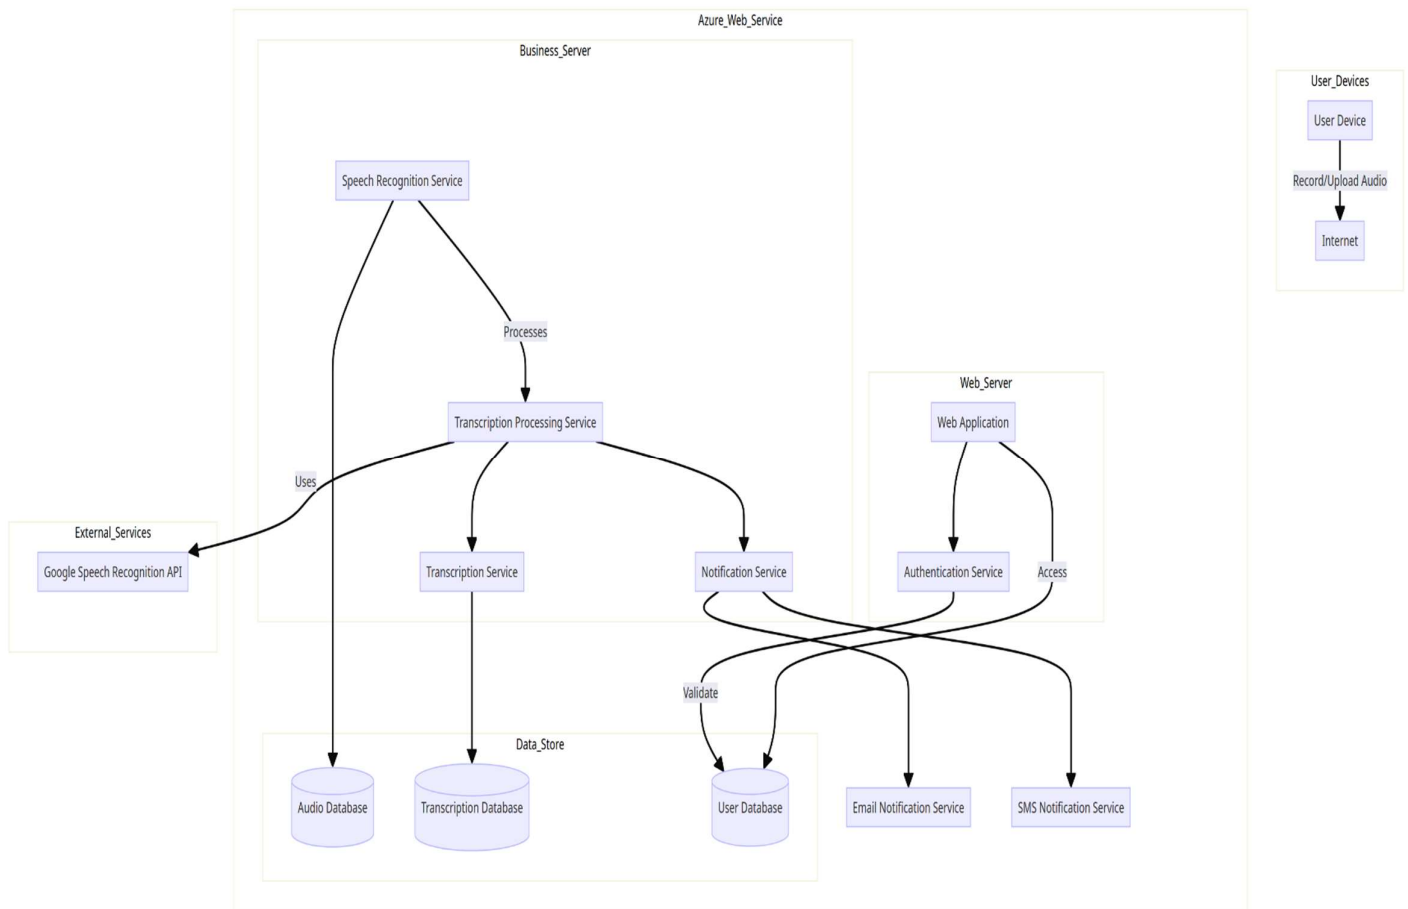 Azure_Web_Service
Business_Server
User_Devices
User Device
Speech Recognition Service
Record/Upload Audio
Internet
Processes
Web_Server
Transcription Processing Service
Web Application
Uses
External_Services
Google Speech Recognition API
Transcription Service
Notification Service
Authentication Service
Access
Validate
Data_Store
Audio Database
Transcription Database
User Database
Email Notification Service
SMS Notification Service